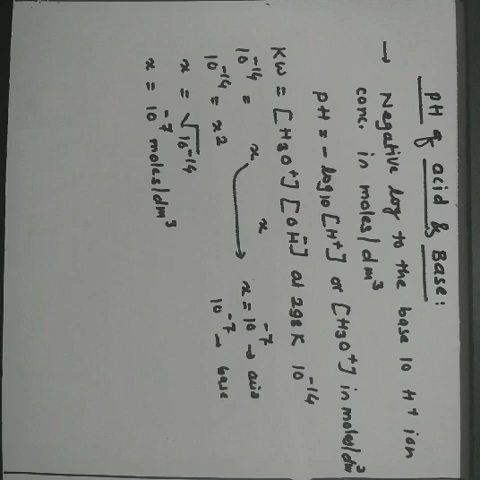 pH of acid & Base:
→ Negative log to the base 10 H+ ion
conc. in moles/dm³
pH = - log10 [H+] or [H3O+] in moles/dm³
Kw = [H3O+] [OH-] at 298K 10⁻¹⁴
10⁻¹⁴ = x x
10⁻¹⁴ = x2
x = √10⁻¹⁴
x = 10⁻⁷ moles/dm³
x = 10⁻⁷ → acid
10⁻⁷ → base